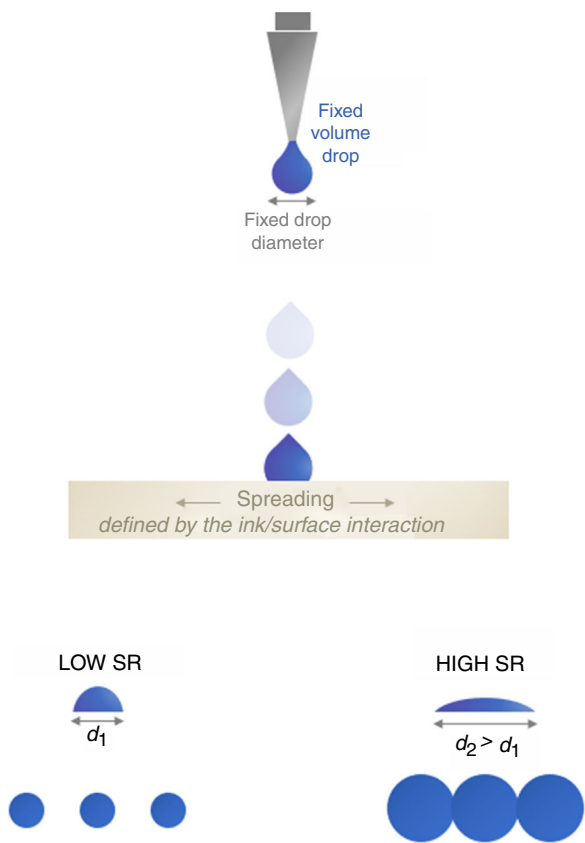 Fixed
volume
drop
Fixed drop
diameter
Spreading
defined by the ink/surface interaction
LOW SR
d1
HIGH SR
d2 > d1